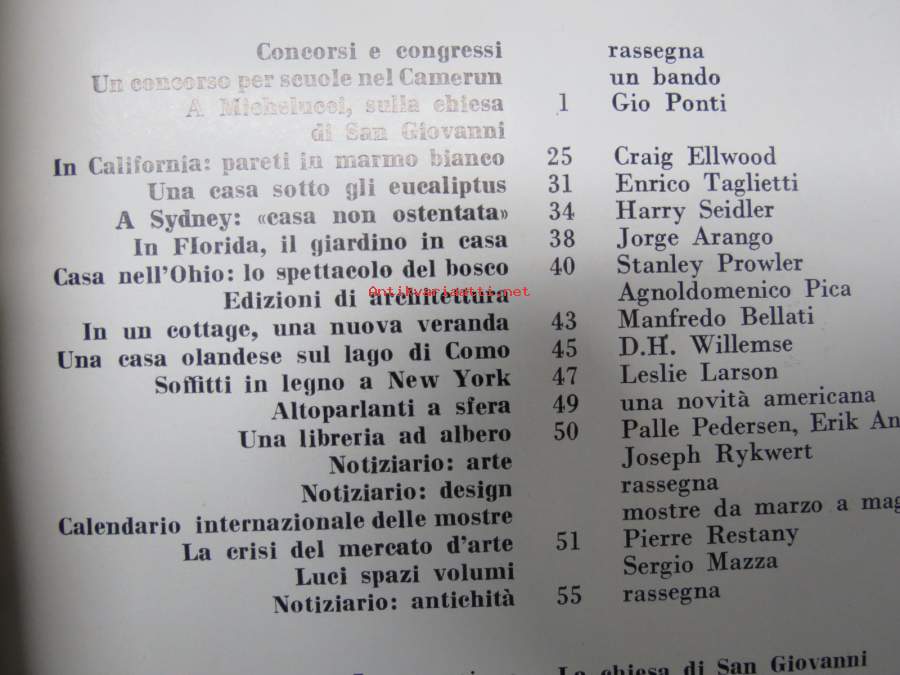 Concorsi e congressi rassegna
Un concorso per scuole nel Camerun un bando
A Michelucci, sulla chiesa 1 Gio Ponti
di San Giovanni
In California: pareti in marmo bianco 25 Craig Ellwood
Una casa sotto gli eucaliptus 31 Enrico Taglietti
A Sydney: «casa non ostentata» 34 Harry Seidler
In Florida, il giardino in casa 38 Jorge Arango
Casa nell'Ohio: lo spettacolo del bosco 40 Stanley Prowler
Antikvariaatti.net
Edizioni di architettura Agnoldomenico Pica
In un cottage, una nuova veranda 43 Manfredo Bellati
Una casa olandese sul lago di Como 45 D.H. Willemse
Soffitti in legno a New York 47 Leslie Larson
Altoparlanti a sfera 49 una novità americana
Una libreria ad albero 50 Palle Pedersen, Erik An
Notiziario: arte Joseph Rykwert
Notiziario: design rassegna
Calendario internazionale delle mostre mostre da marzo a mag
La crisi del mercato d'arte 51 Pierre Restany
Luci spazi volumi Sergio Mazza
Notiziario: antichità 55 rassegna
La chiesa di San Giovanni